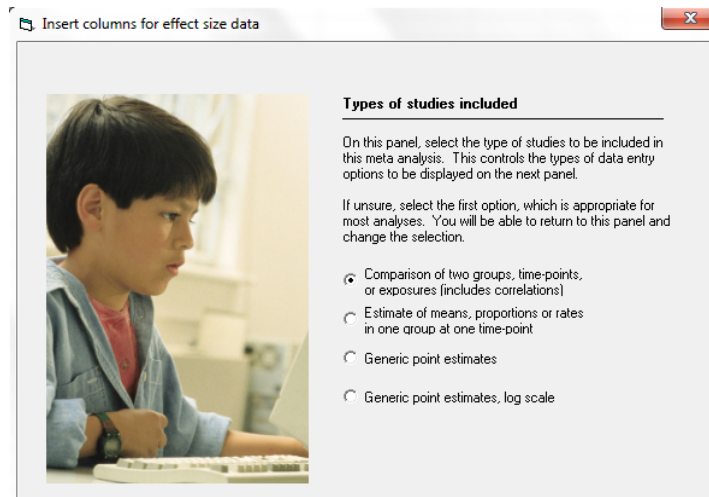 Insert columns for effect size data
Types of studies included
On this panel, select the type of studies to be included in
this meta analysis. This controls the types of data entry
options to be displayed on the next panel.
If unsure, select the first option, which is appropriate for
most analyses. You will be able to return to this panel and
change the selection.
Comparison of two groups, time-points,
or exposures (includes correlations)
Estimate of means, proportions or rates
in one group at one time-point
Generic point estimates
Generic point estimates, log scale